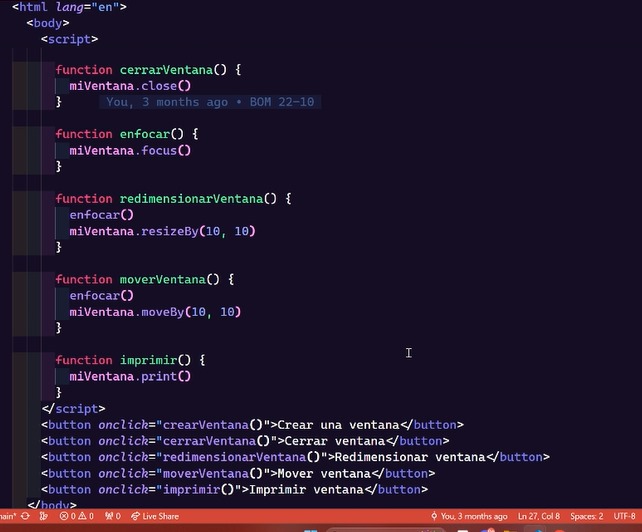 <html lang="en">
<body>
<script>
function cerrarVentana() {
miVentana.close()
} You, 3 months ago • BOM 22-10
function enfocar() {
miVentana.focus()
}
function redimensionarVentana() {
enfocar()
miVentana.resizeBy(10, 10)
}
function moverVentana() {
enfocar()
miVentana.moveBy(10, 10)
}
function imprimir() {
miVentana.print()
}
</script>
<button onclick="crearVentana()">Crear una ventana</button>
<button onclick="cerrarVentana()">Cerrar ventana</button>
<button onclick="redimensionarVentana()">Redimensionar ventana</button>
<button onclick="moverVentana()">Mover ventana</button>
<button onclick="imprimir()">Imprimir ventana</button>
</body>
0 0 0 Live Share You, 3 months ago Ln 27, Col 8 Spaces: 2 UTF-8